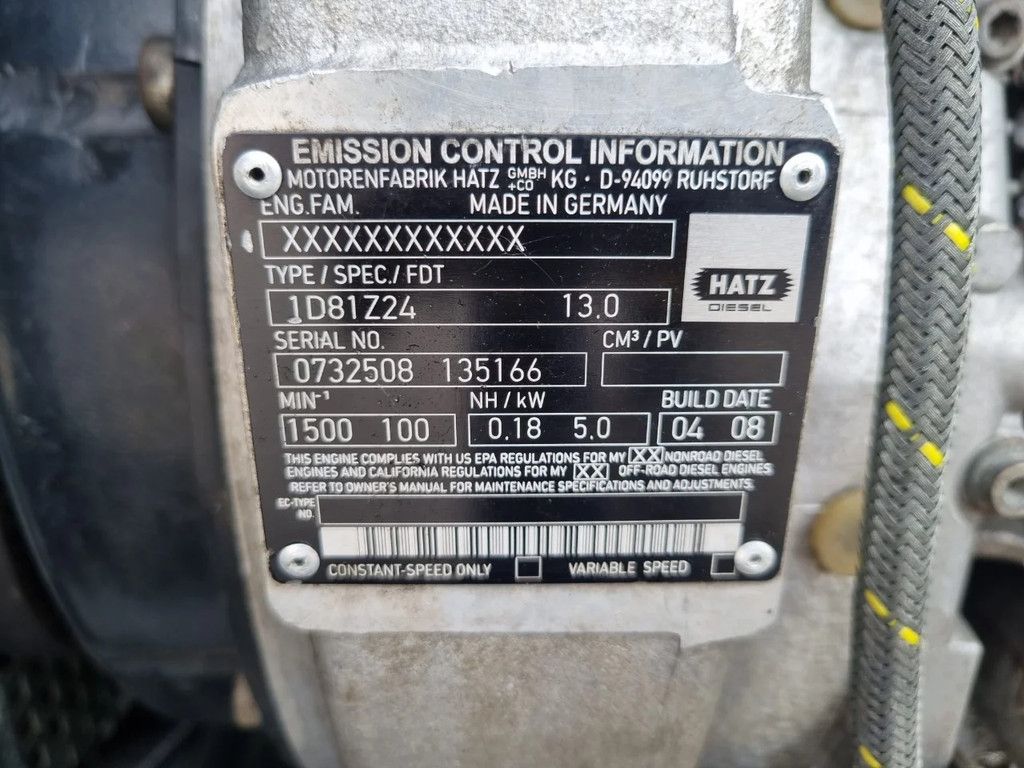 EMISSION CONTROL INFORMATION
MOTORENFABRIK HATZ GMBH +CO KG · D-94099 RUHSTORF
ENG.FAM. MADE IN GERMANY
XXXXXXXXXXXX
TYPE / SPEC./ FDT
1D81Z24 13.0
HATZ
DIESEL
SERIAL NO. CM³ / PV
0732508 135166
MIN⁻¹ NH / kW BUILD DATE
1500 100 0.18 5.0 04 08
THIS ENGINE COMPLIES WITH US EPA REGULATIONS FOR MY XX NONROAD DIESEL
ENGINES AND CALIFORNIA REGULATIONS FOR MY XX OFF-ROAD DIESEL ENGINES
REFER TO OWNER'S MANUAL FOR MAINTENANCE SPECIFICATIONS AND ADJUSTMENTS.
EC-TYPE
NO.
CONSTANT-SPEED ONLY VARIABLE SPEED